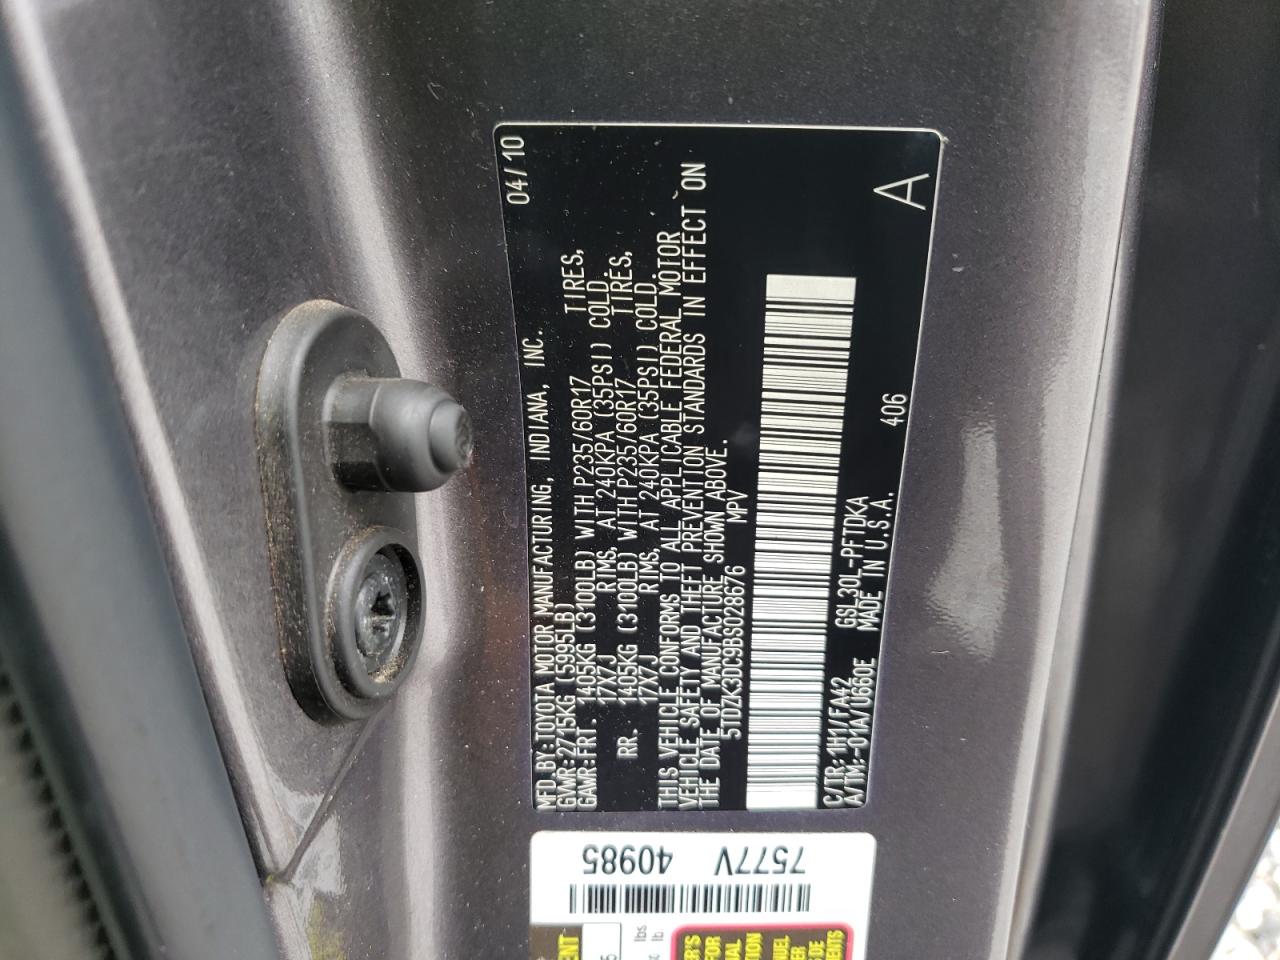 MFD.BY:TOYOTA MOTOR MANUFACTURING, INDIANA, INC. 04/10
GVWR:2715KG (5995LB)
GAWR:FRT. 1405KG (3100LB) WITH P235/60R17 TIRES,
17X7J RIMS, AT 240KPA (35PSI) COLD.
RR. 1405KG (3100LB) WITH P235/60R17 TIRES,
17X7J RIMS, AT 240KPA (35PSI) COLD.
THIS VEHICLE CONFORMS TO ALL APPLICABLE FEDERAL MOTOR
VEHICLE SAFETY AND THEFT PREVENTION STANDARDS IN EFFECT ON
THE DATE OF MANUFACTURE SHOWN ABOVE.
5TDZK3DC9BS028676 MPV
C/TR:1H1/FA42 GSL30L-PFTDKA 406
A/TM:-01A/U660E MADE IN U.S.A.
A
7577V 40985
lbs
lb